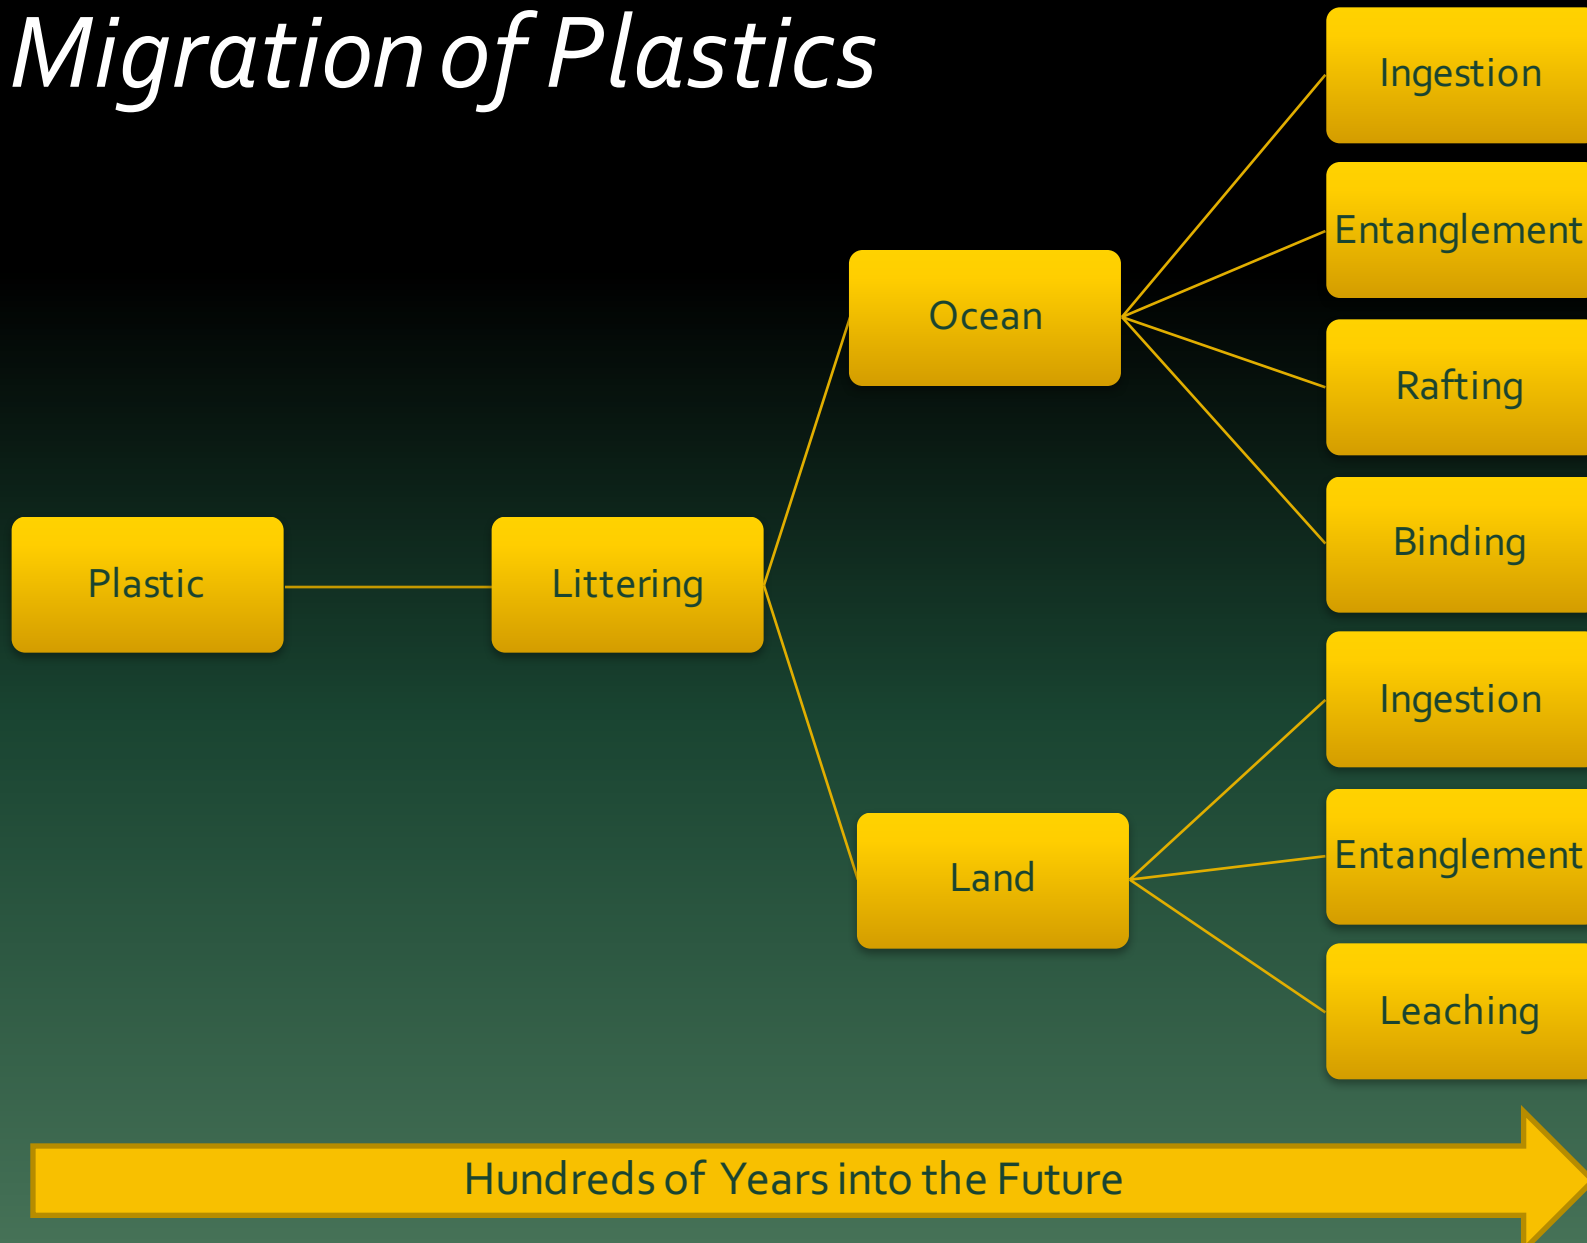 Migration of Plastics
Plastic
Littering
Ocean
Land
Ingestion
Entanglement
Rafting
Binding
Ingestion
Entanglement
Leaching
Hundreds of Years into the Future